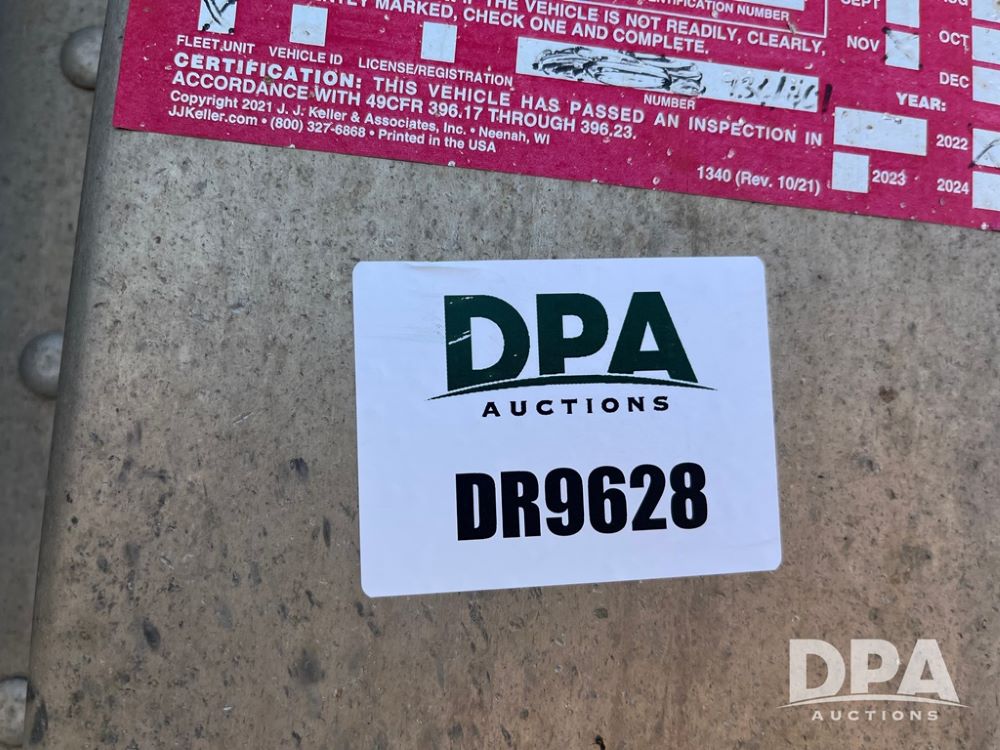 IF THE VEHICLE IS NOT READILY, CLEARLY,
MARKED, CHECK ONE AND COMPLETE.
IDENTIFICATION NUMBER
SEPT
NOV
OCT
DEC
FLEET UNIT VEHICLE ID LICENSE/REGISTRATION
NUMBER
YEAR:
CERTIFICATION: THIS VEHICLE HAS PASSED AN INSPECTION IN
ACCORDANCE WITH 49CFR 396.17 THROUGH 396.23.
Copyright 2021 J. J. Keller & Associates, Inc. • Neenah, WI
JJKeller.com • (800) 327-6868 • Printed in the USA
1340 (Rev. 10/21)
2022
2023
2024
DPA
AUCTIONS
DR9628
DPA
AUCTIONS